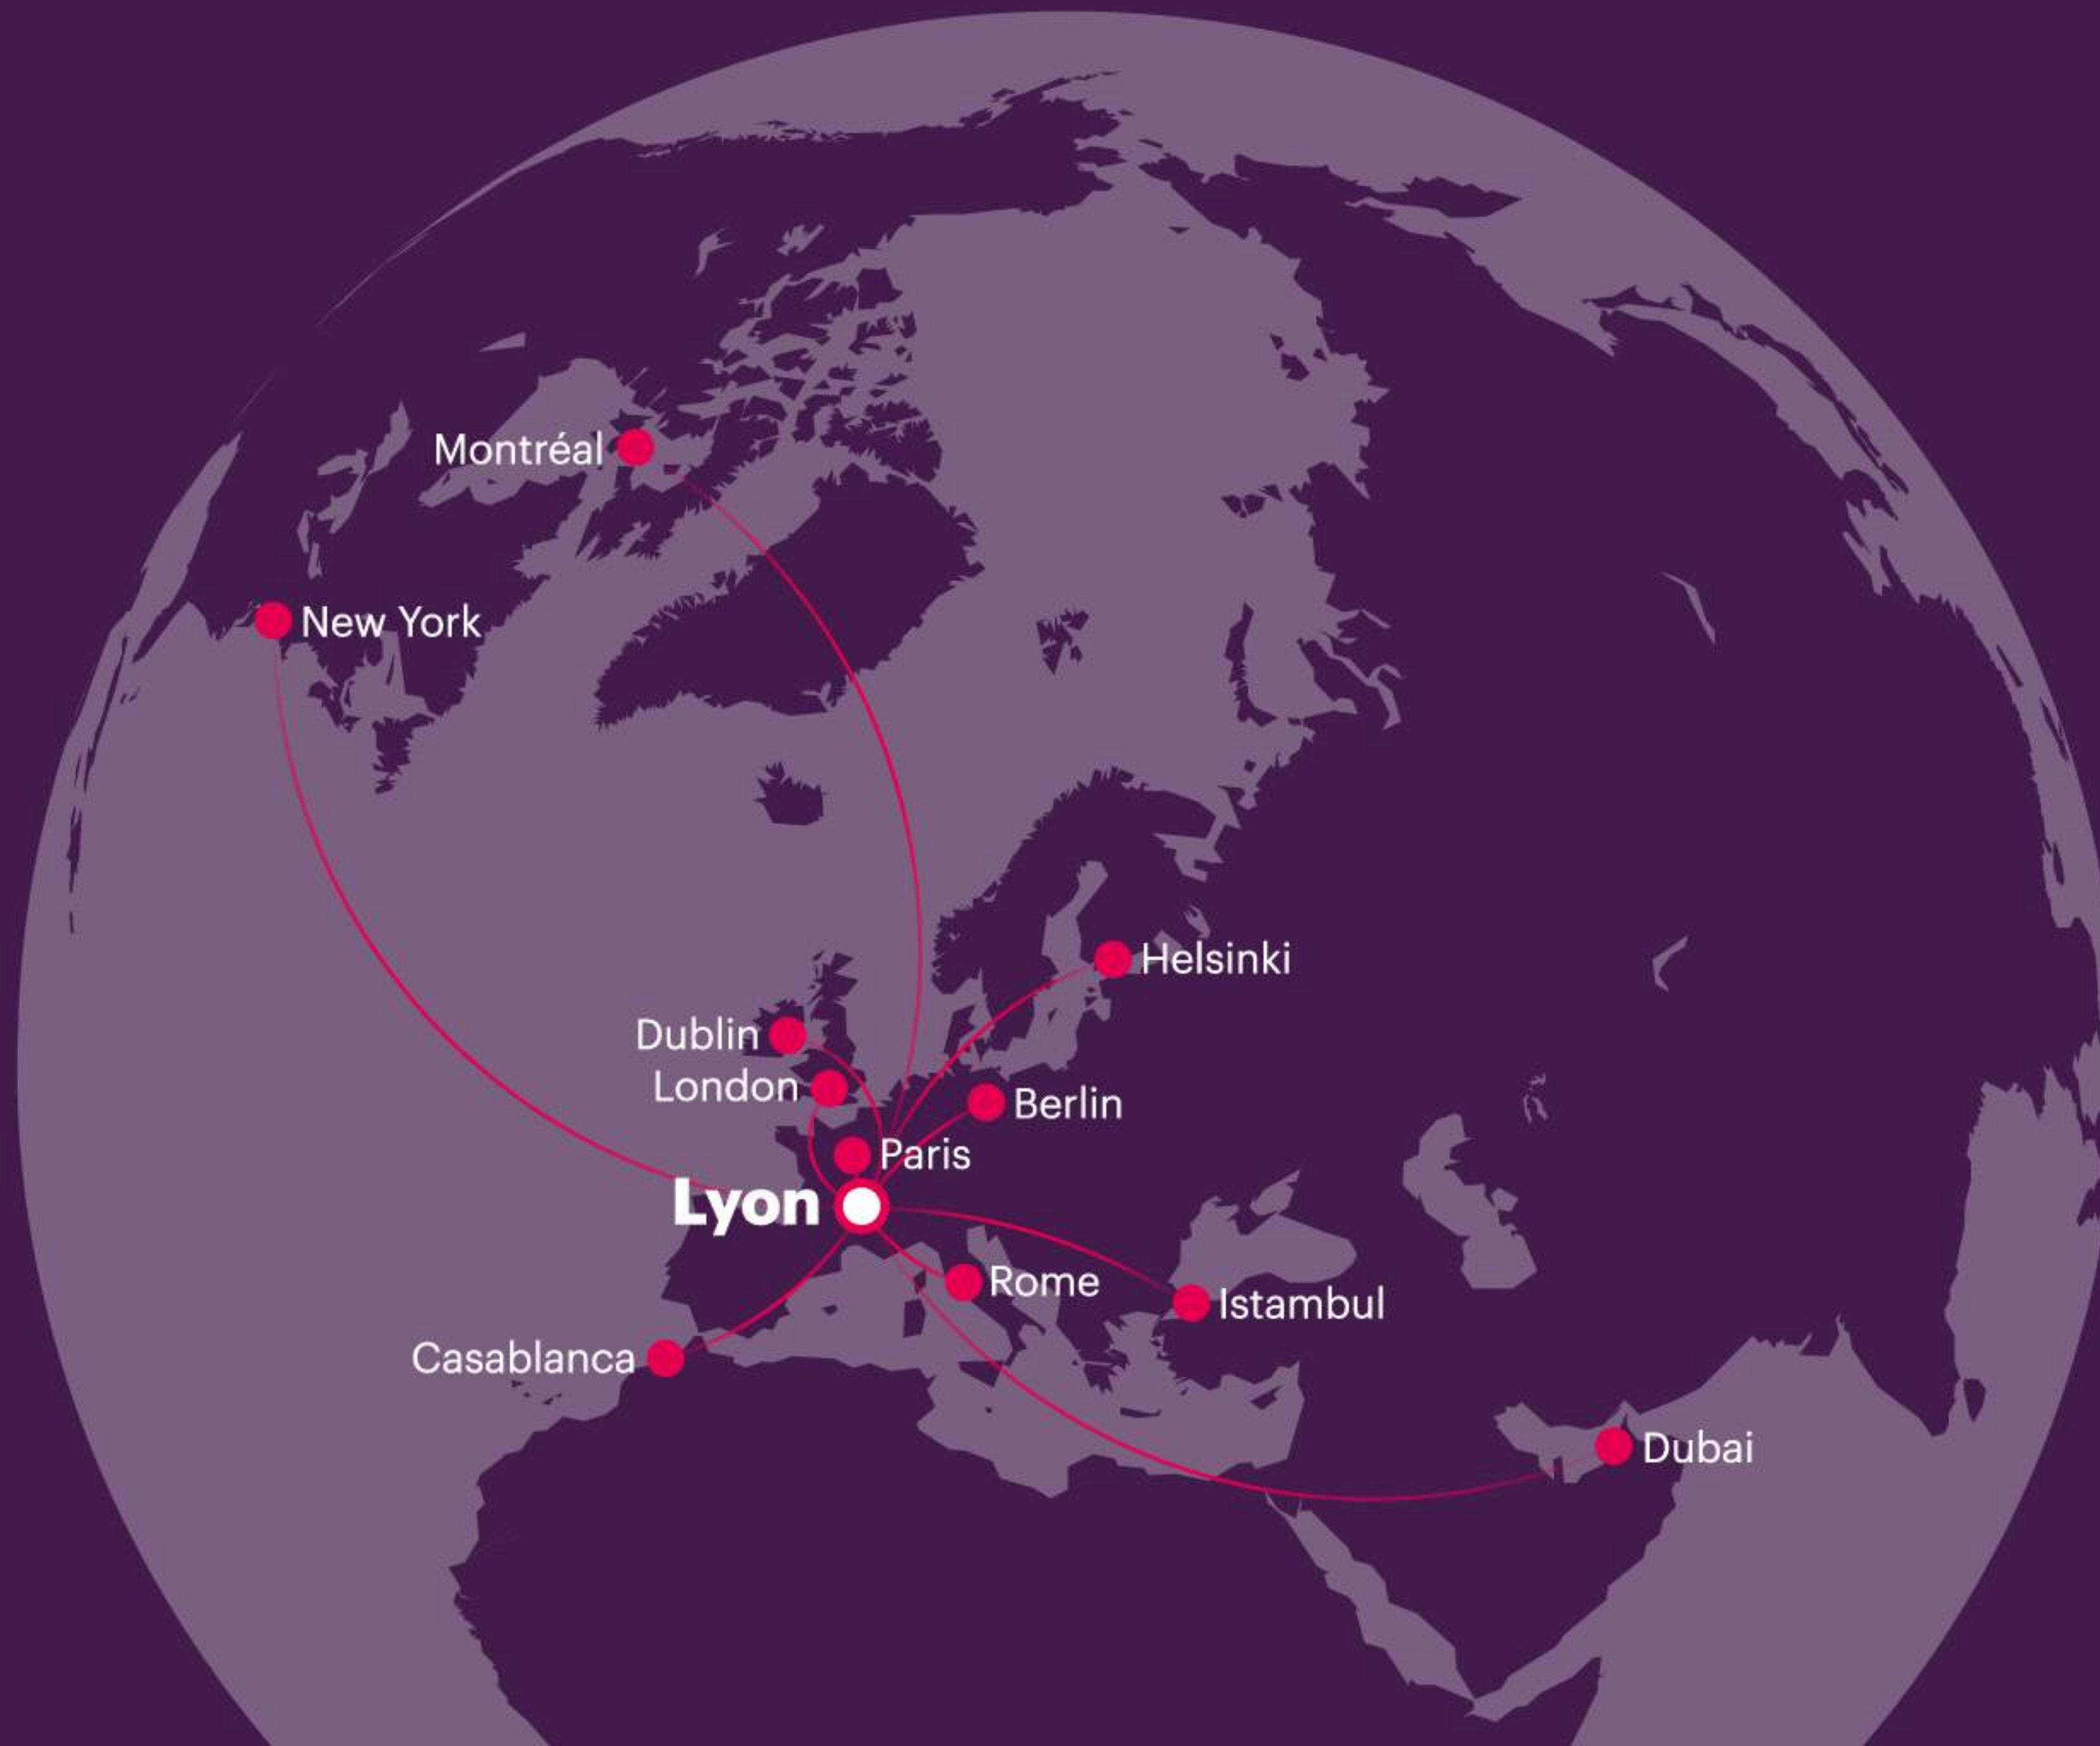 Montréal
New York
Helsinki
Dublin
London
Berlin
Paris
Lyon
Rome
Istambul
Casablanca
Dubai